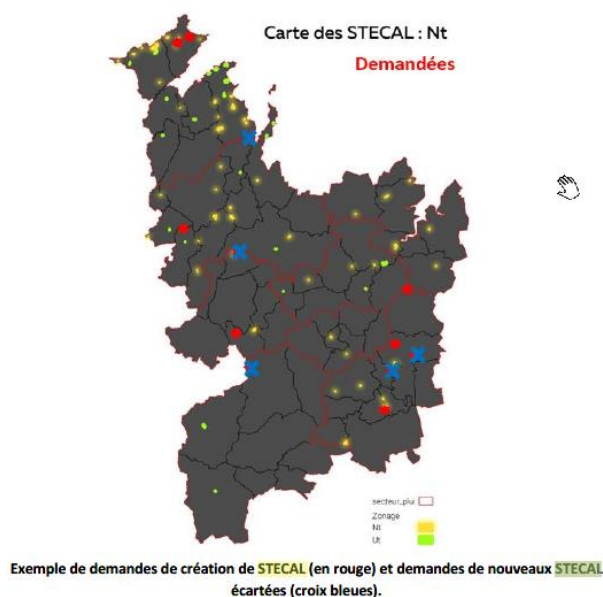 Carte des STECAL : Nt
Demandées
secteur_plui
Zonage
Nt
Ut
Exemple de demandes de création de STECAL (en rouge) et demandes de nouveaux STECAL
écartées (croix bleues).